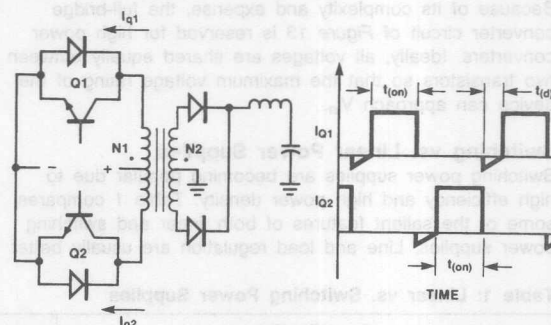 Because of its complexity and expense, the full-bridge
converter circuit of Figure 13 is reserved for high power
converters. Ideally, all voltages are shared equally between
two transistors so that the maximum voltage rating of the
device can approach
Switching vs. Linear Power Supplies
Switching power supplies are becoming popular due to
high efficiency and high power density. Table 1 compares
some of the salient features of both linear and switching
power supplies. Line and load regulation are usually better
Table 1: Linear vs. Switching Power Supplies
Iq1
Q1
N1
N2
Q2
Iq2
t(on)
t(d)
IQ1
IQ2
t(on)
TIME